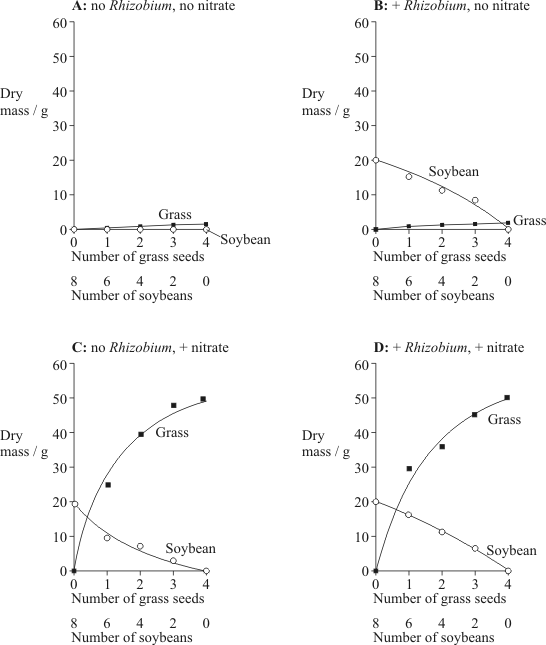 A: no Rhizobium, no nitrate
60
50
40
Dry
mass / g
30
20
10
Grass
0
Soybean
0 1 2 3 4
Number of grass seeds
8 6 4 2 0
Number of soybeans
B: + Rhizobium, no nitrate
60
50
40
Dry
mass / g
30
20
Soybean
10
Grass
0
0 1 2 3 4
Number of grass seeds
8 6 4 2 0
Number of soybeans
C: no Rhizobium, + nitrate
60
50
40
Grass
Dry
mass / g
30
20
10
Soybean
0
0 1 2 3 4
Number of grass seeds
8 6 4 2 0
Number of soybeans
D: + Rhizobium, + nitrate
60
50
Grass
40
Dry
mass / g
30
20
10
Soybean
0
0 1 2 3 4
Number of grass seeds
8 6 4 2 0
Number of soybeans